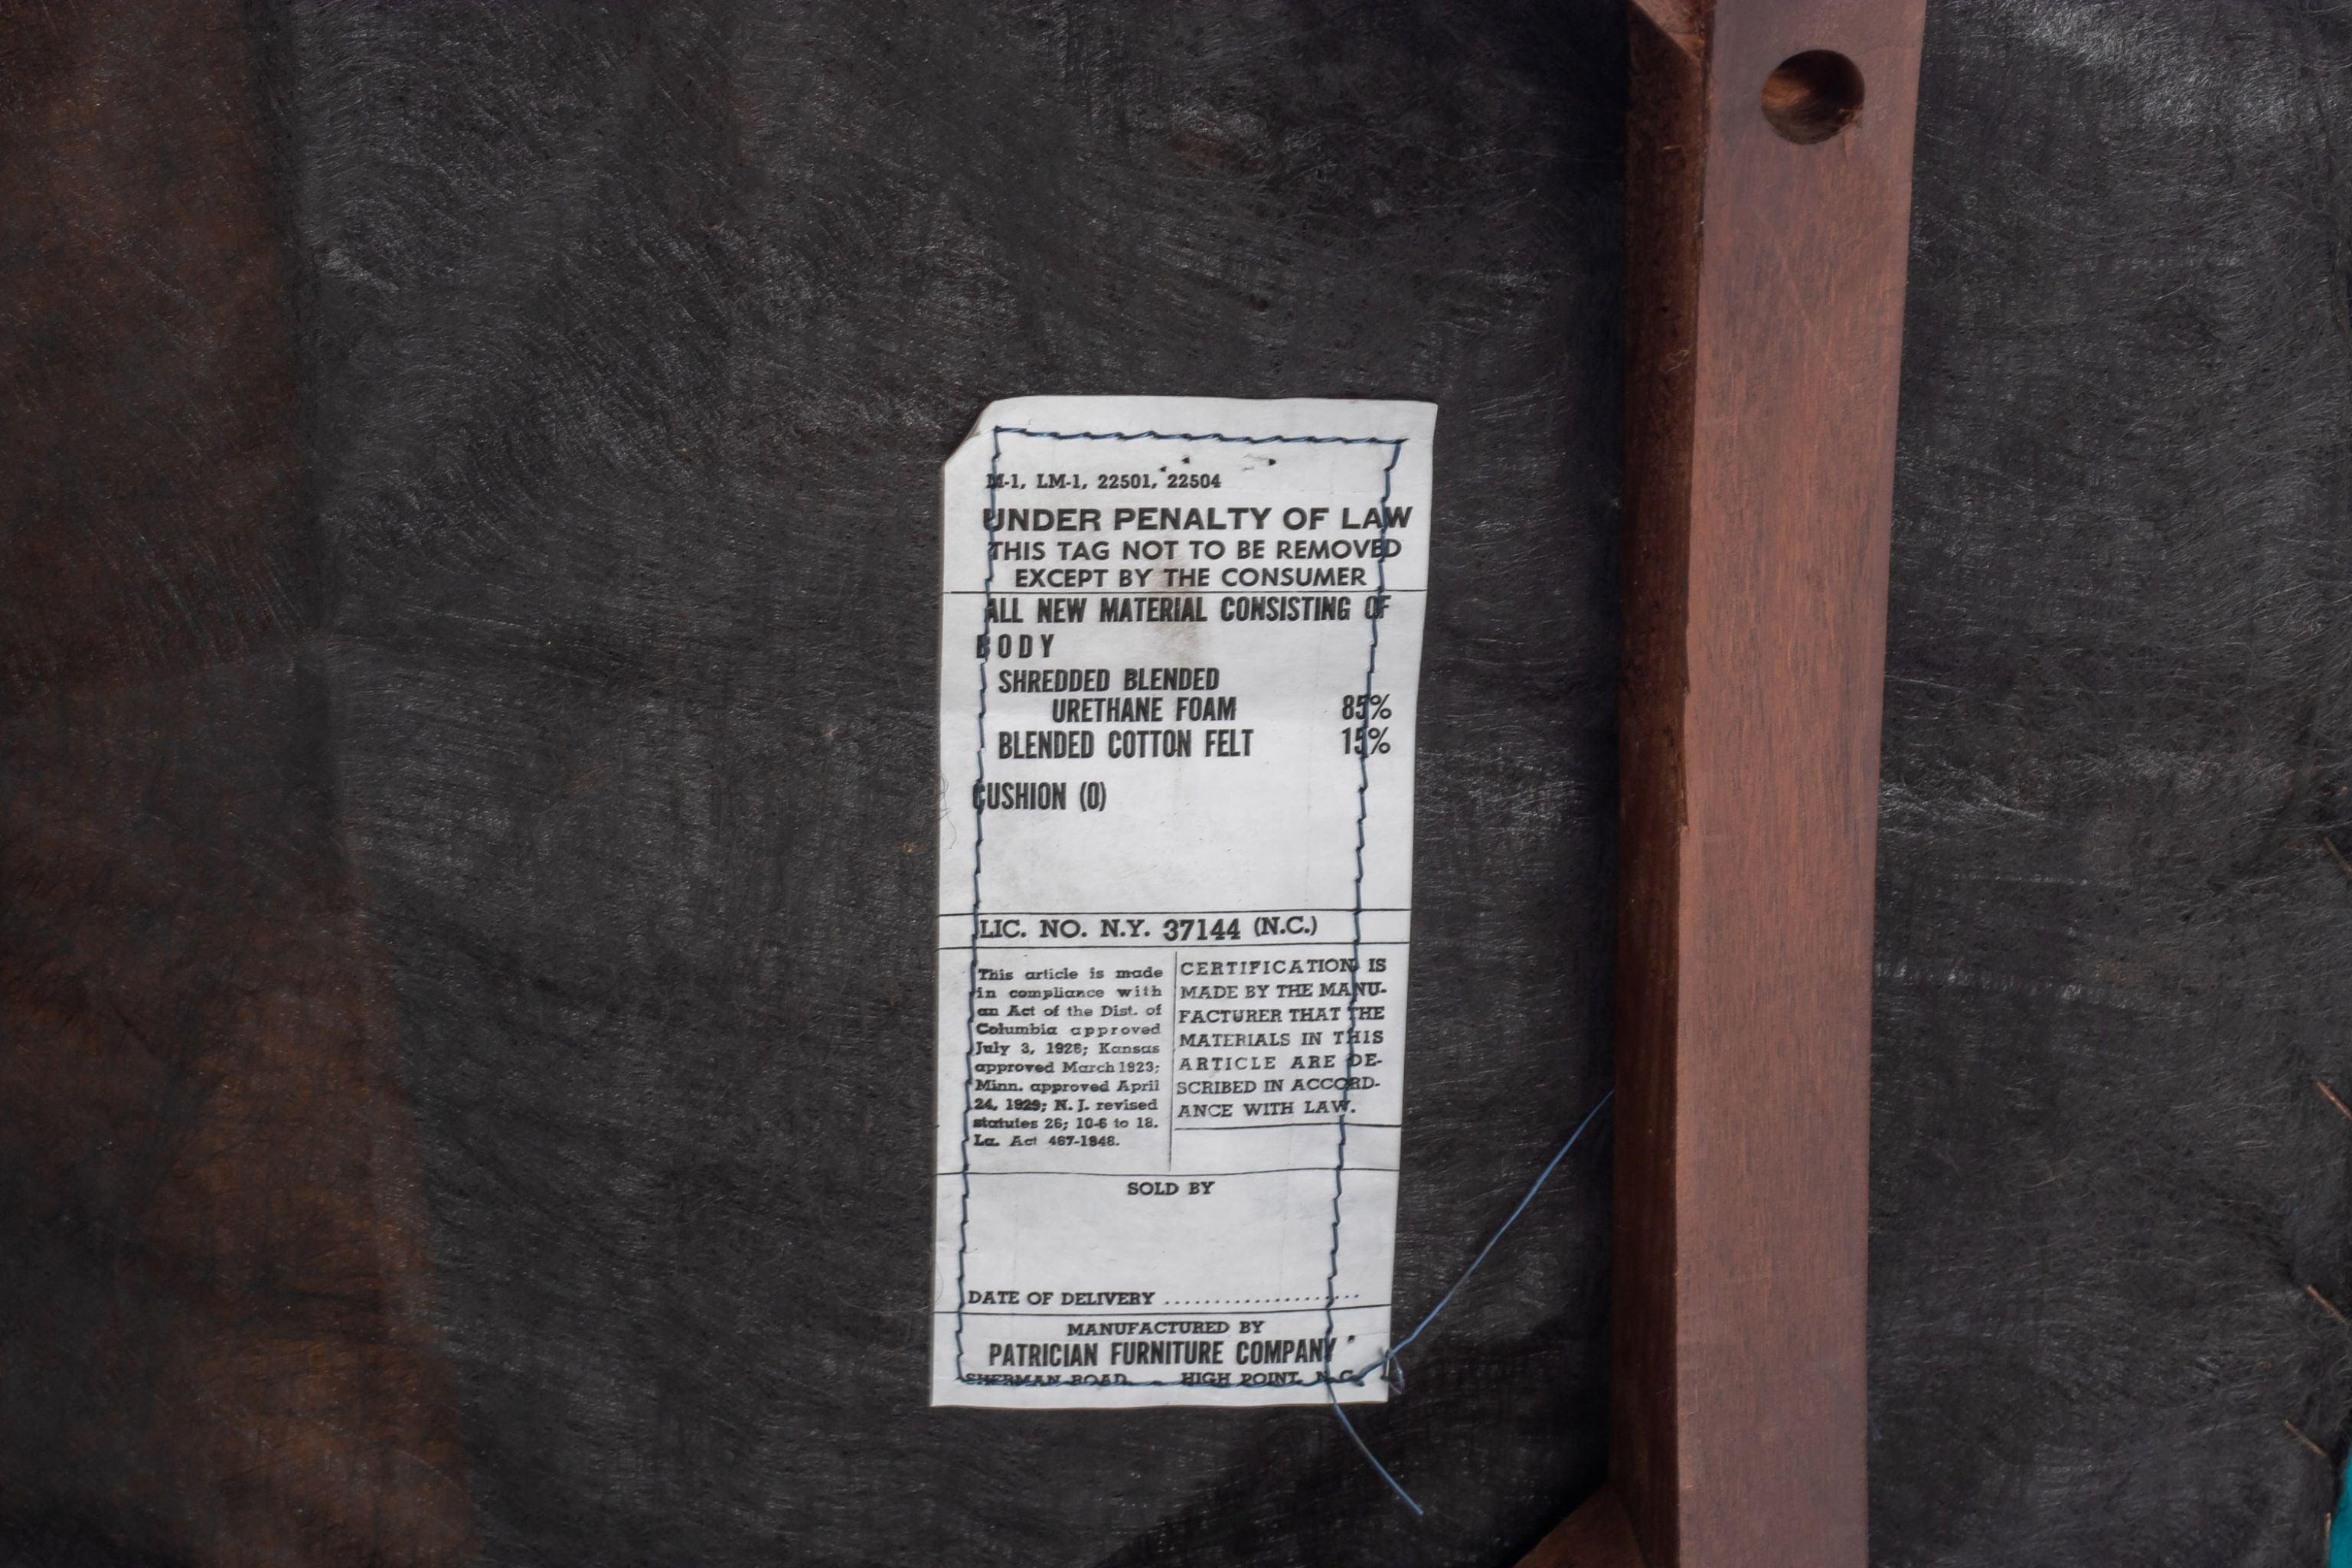 M-1, LM-1, 22501, 22504
UNDER PENALTY OF LAW
THIS TAG NOT TO BE REMOVED
EXCEPT BY THE CONSUMER
ALL NEW MATERIAL CONSISTING OF
BODY
SHREDDED BLENDED
URETHANE FOAM 85%
BLENDED COTTON FELT 15%
CUSHION (0)
LIC. NO. N.Y. 37144 (N.C.)
This article is made
in compliance with
an Act of the Dist. of
Columbia approved
July 3, 1926; Kansas
approved March 1923;
Minn. approved April
24, 1929; N. J. revised
statutes 26; 10-6 to 18.
La. Act 467-1948.
CERTIFICATION IS
MADE BY THE MANU-
FACTURER THAT THE
MATERIALS IN THIS
ARTICLE ARE DE-
SCRIBED IN ACCORD-
ANCE WITH LAW.
SOLD BY
DATE OF DELIVERY ....................
MANUFACTURED BY
PATRICIAN FURNITURE COMPANY
SHERMAN ROAD HIGH POINT, N.C.